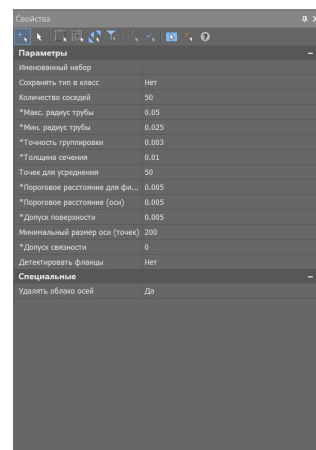 Свойства
Параметры
Именованный набор
Сохранять тип в класс Нет
Количество соседей 50
*Макс. радиус трубы 0.05
*Мин. радиус трубы 0.025
*Точность группировки 0.003
*Толщина сечения 0.01
Точек для усреднения 50
*Пороговое расстояние для фи... 0.005
*Пороговое расстояние (оси) 0.005
*Допуск поверхности 0.005
Минимальный размер оси (точек) 200
*Допуск связности 0
Детектировать фланцы Нет
Специальные
Удалять облако осей Да